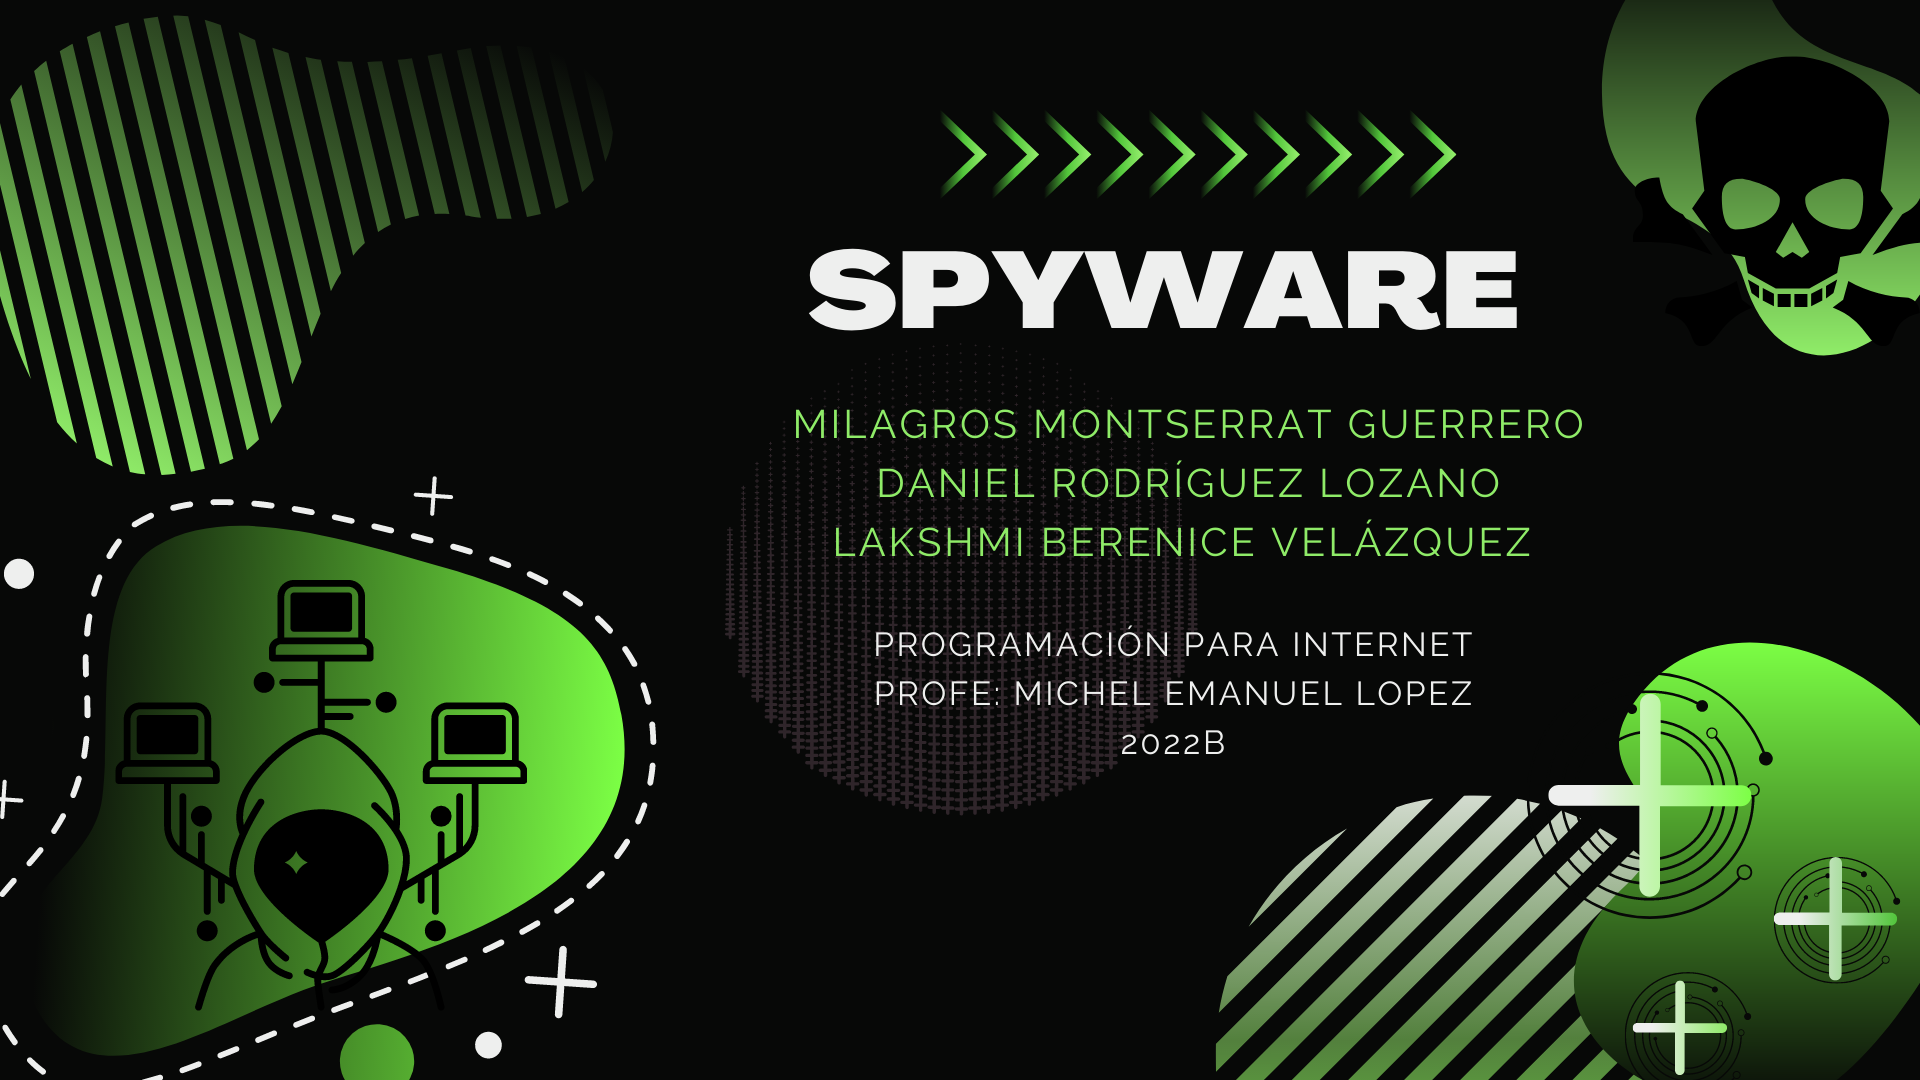 SPYWARE
MILAGROS MONTSERRAT GUERRERO
DANIEL RODRÍGUEZ LOZANO
LAKSHMI BERENICE VELÁZQUEZ
PROGRAMACIÓN PARA INTERNET
PROFE: MICHEL EMANUEL LOPEZ
2022B